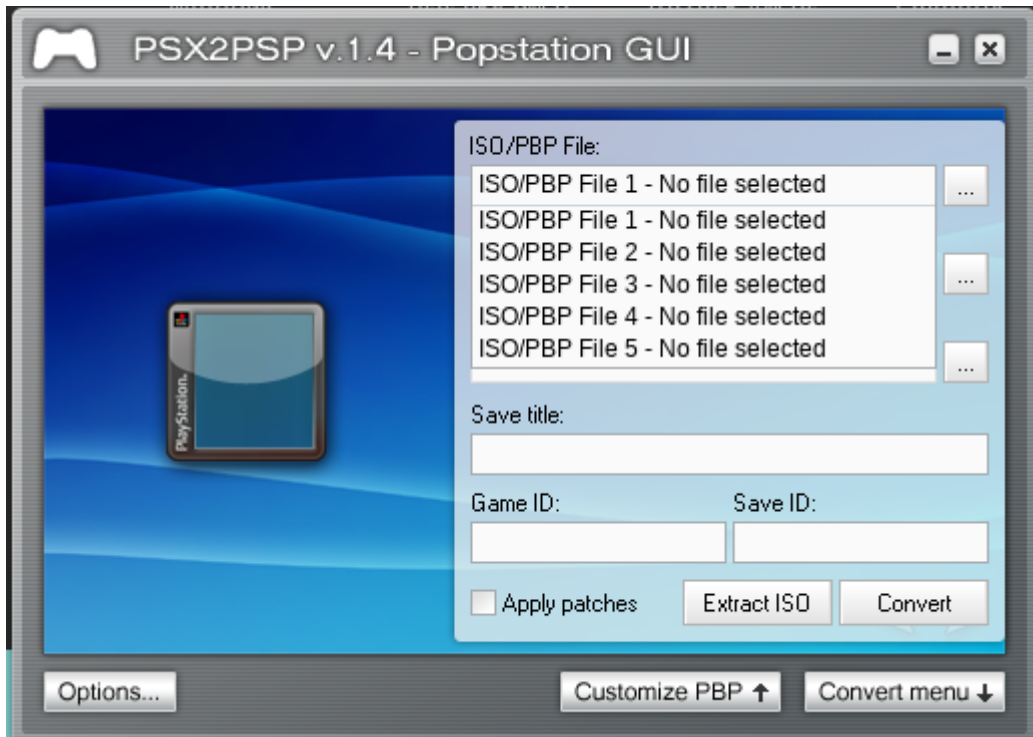 PSX2PSP v.1.4 - Popstation GUI
ISO/PBP File:
ISO/PBP File 1 - No file selected
...
ISO/PBP File 1 - No file selected
ISO/PBP File 2 - No file selected
ISO/PBP File 3 - No file selected
...
ISO/PBP File 4 - No file selected
ISO/PBP File 5 - No file selected
...
PlayStation.
Save title:
Game ID: Save ID:
Apply patches Extract ISO Convert
Options... Customize PBP ↑ Convert menu ↓